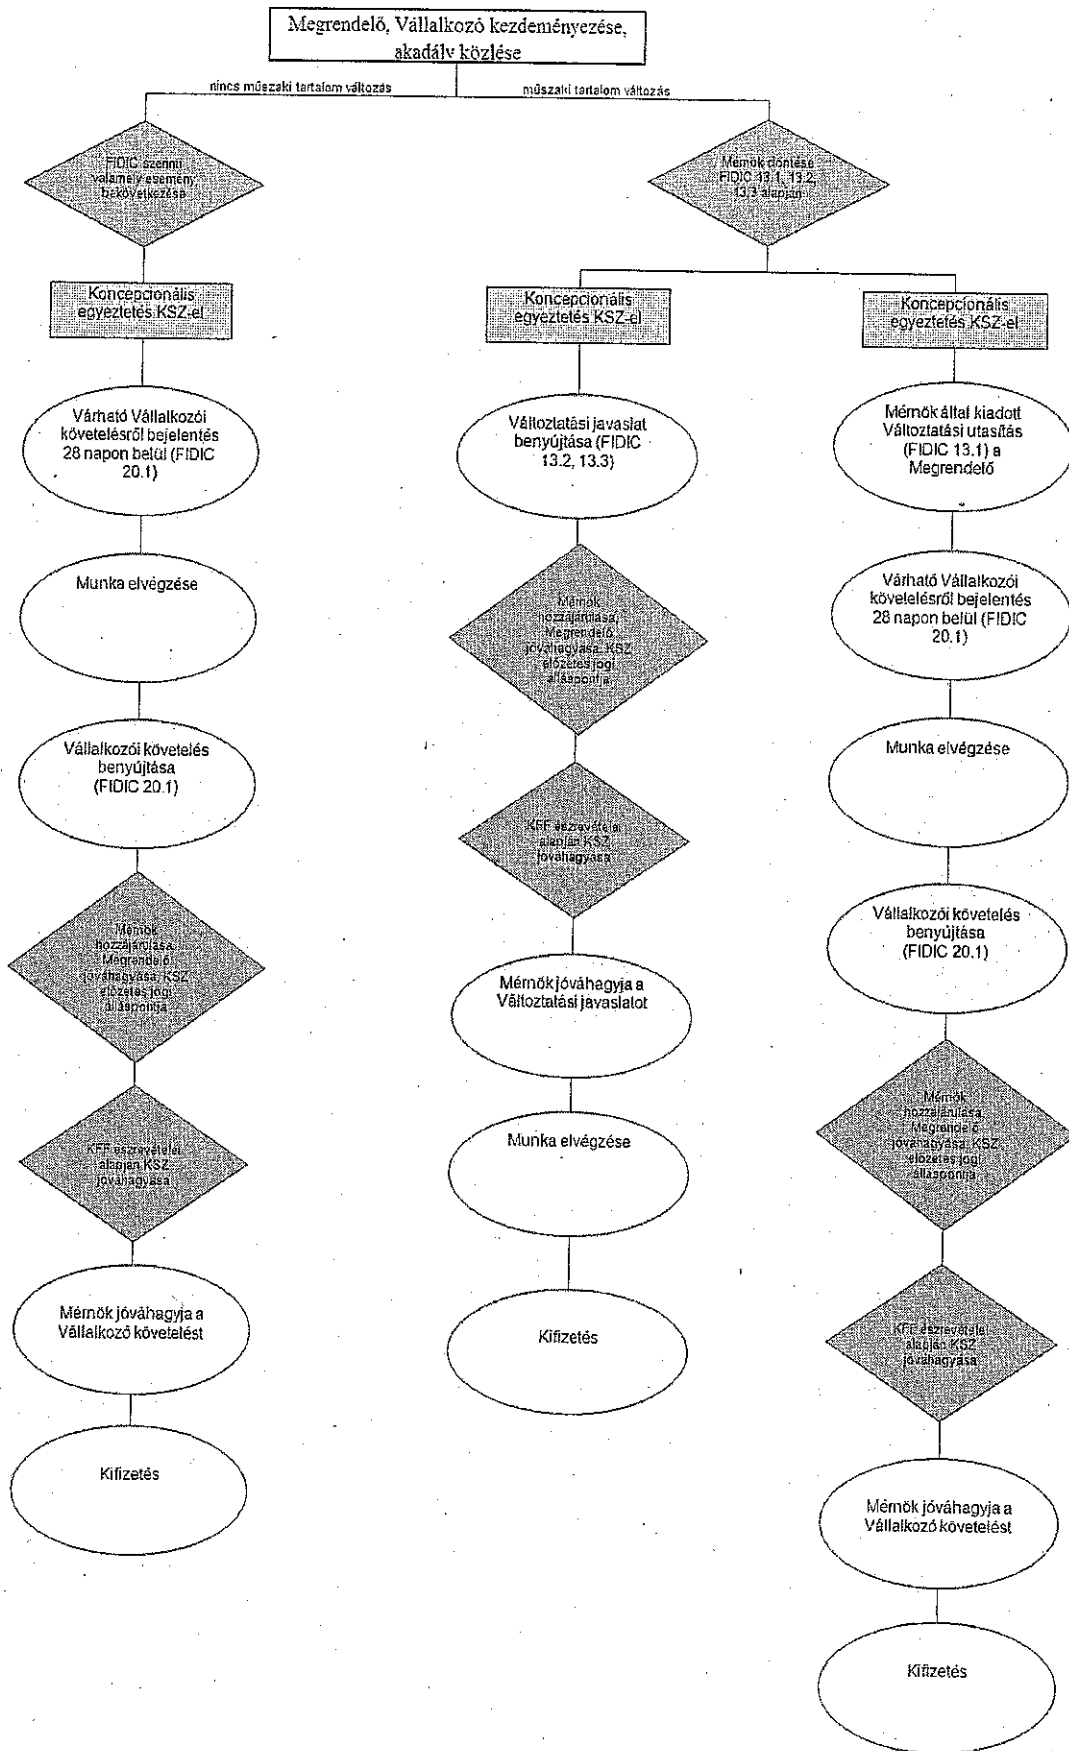 Megrendelő, Vállalkozó kezdeményezése,
akadály közlése
nincs műszaki tartalom változás
műszaki tartalom változás
FIDIC szerinti
valamely esemény
bekövetkezése
Koncepcionális
egyeztetés KSZ-el
Várható Vállalkozói
követelésről bejelentés
28 napon belül (FIDIC
20.1)
Munka elvégzése
Vállalkozói követelés
benyújtása
(FIDIC 20.1)
Mérnök
hozzájárulása,
Megrendelő
jóváhagyása, KSZ
előzetes jogi
álláspontja
KFF észrevételei
alapján KSZ
jóváhagyása
Mérnök jóváhagyja a
Vállalkozó követelést
Kifizetés
Mérnök döntése
FIDIC 13.1, 13.2,
13.3 alapján
Koncepcionális
egyeztetés KSZ-el
Változtatási javaslat
benyújtása (FIDIC
13.2, 13.3)
Mérnök
hozzájárulása,
Megrendelő
jóváhagyása, KSZ
előzetes jogi
álláspontja
KFF észrevételei
alapján KSZ
jóváhagyása
Mérnök jóváhagyja a
Változtatási javaslatot
Munka elvégzése
Kifizetés
Koncepcionális
egyeztetés KSZ-el
Mérnök által kiadott
Változtatási utasítás
(FIDIC 13.1) a
Megrendelő
Várható Vállalkozói
követelésről bejelentés
28 napon belül (FIDIC
20.1)
Munka elvégzése
Vállalkozói követelés
benyújtása
(FIDIC 20.1)
Mérnök
hozzájárulása,
Megrendelő
jóváhagyása, KSZ
előzetes jogi
álláspontja
KFF észrevételei
alapján KSZ
jóváhagyása
Mérnök jóváhagyja a
Vállalkozó követelést
Kifizetés